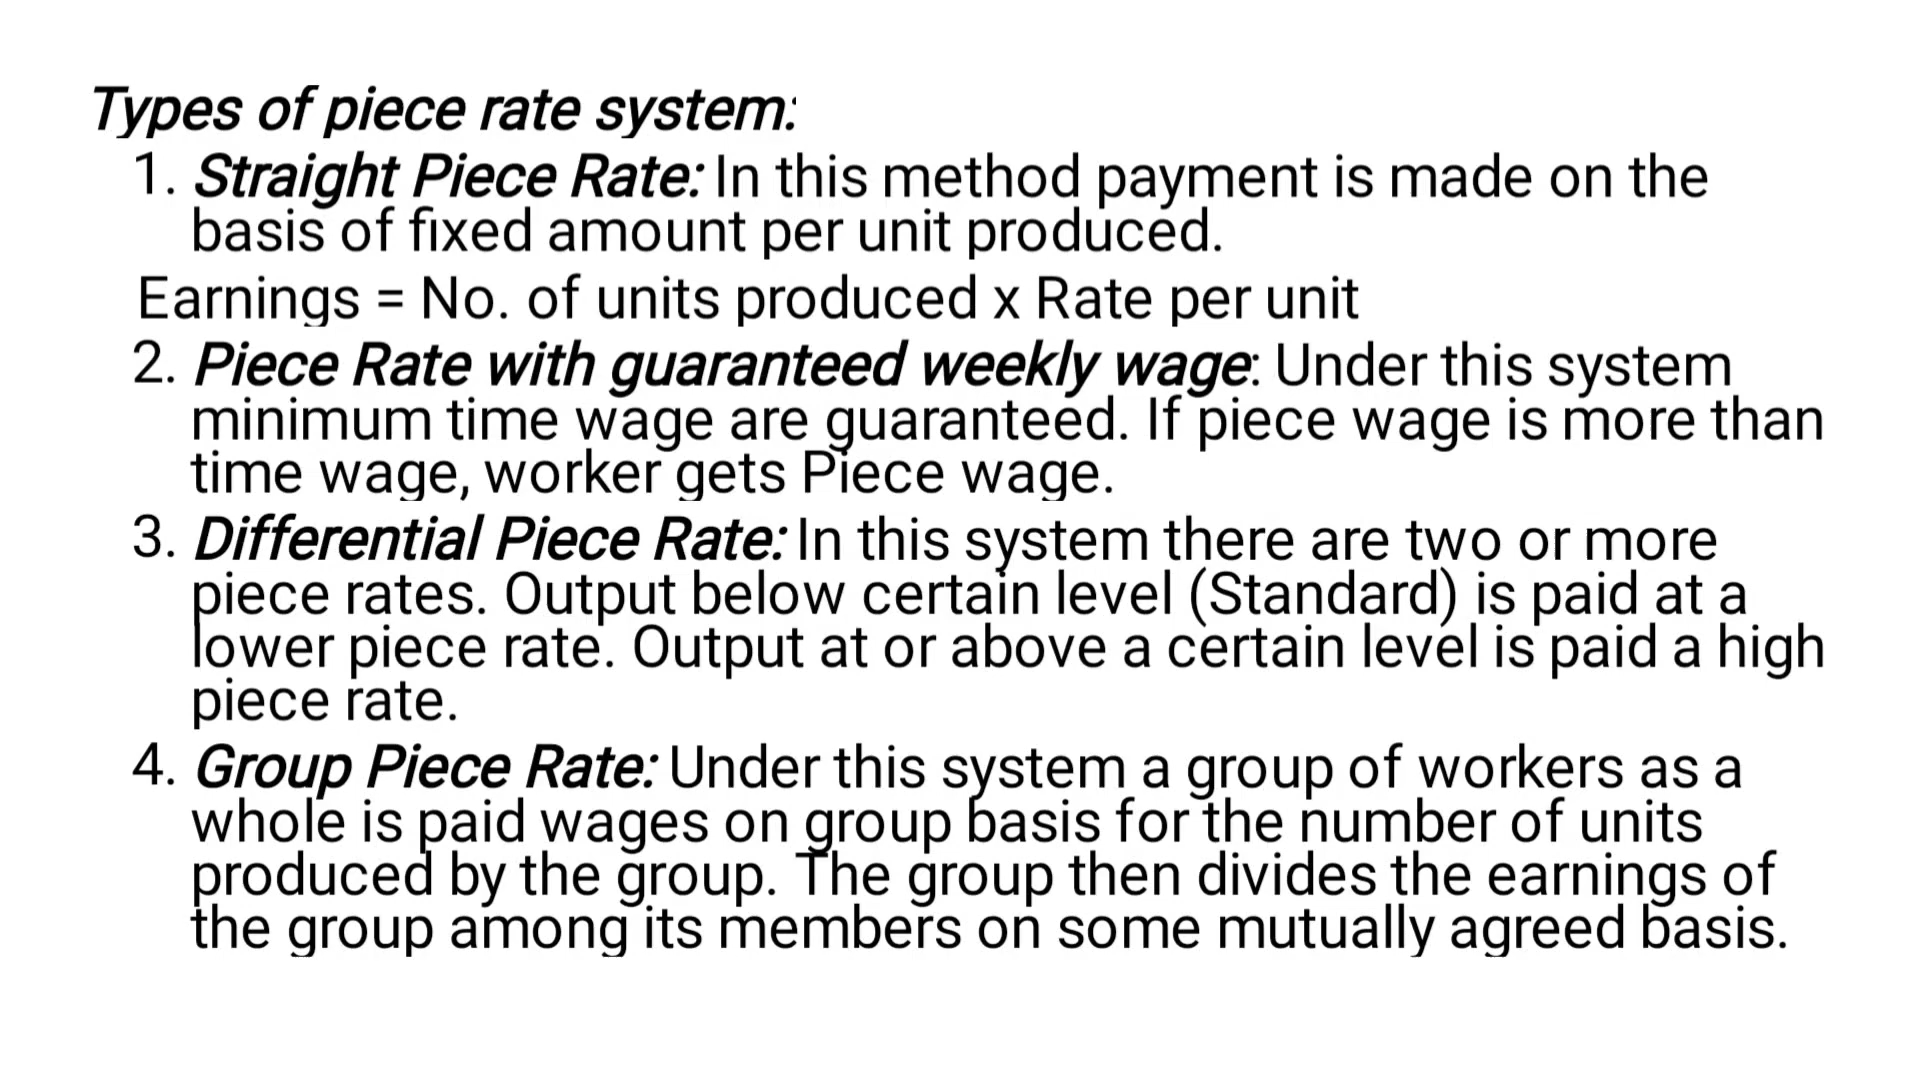 Types of piece rate system:
1. Straight Piece Rate: In this method payment is made on the
basis of fixed amount per unit produced.
Earnings = No. of units produced x Rate per unit
2. Piece Rate with guaranteed weekly wage: Under this system
minimum time wage are guaranteed. If piece wage is more than
time wage, worker gets Piece wage.
3. Differential Piece Rate: In this system there are two or more
piece rates. Output below certain level (Standard) is paid at a
lower piece rate. Output at or above a certain level is paid a high
piece rate.
4. Group Piece Rate: Under this system a group of workers as a
whole is paid wages on group basis for the number of units
produced by the group. The group then divides the earnings of
the group among its members on some mutually agreed basis.